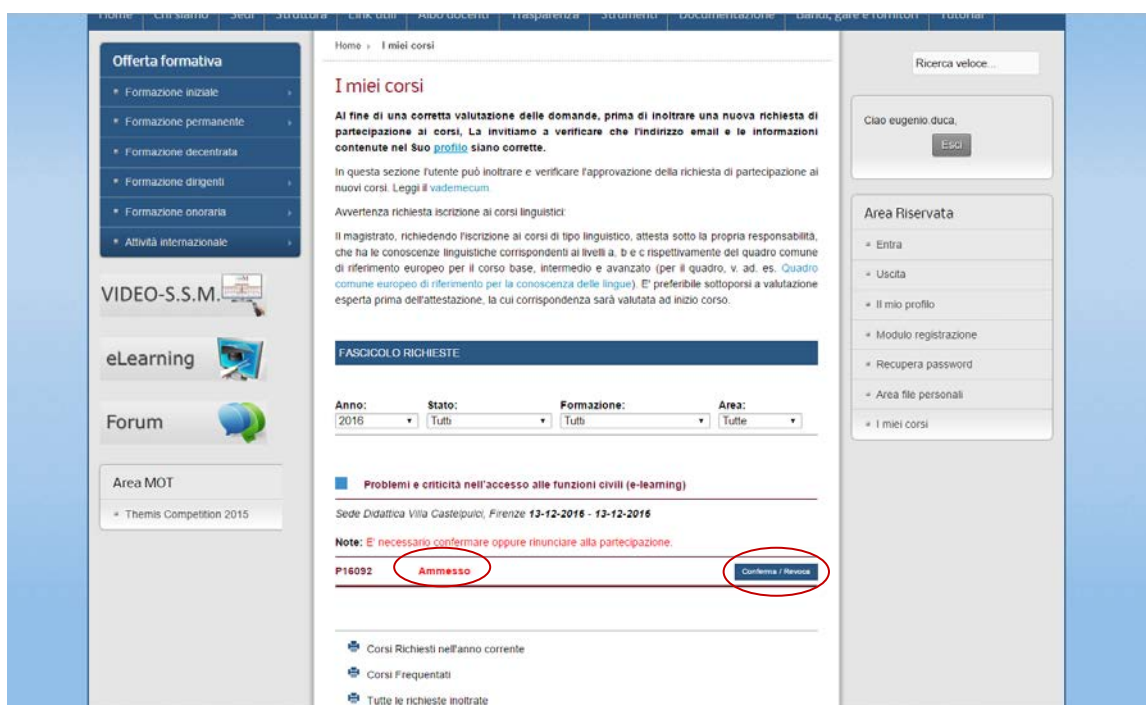 Home Chi siamo Sedi Struttura Link utili Albo docenti Trasparenza Strumenti Documentazione Bandi, gare e fornitori Tutorial
Offerta formativa
Formazione iniziale
Formazione permanente
Formazione decentrata
Formazione dirigenti
Formazione onoraria
Attività internazionale
VIDEO-S.S.M.
eLearning
Forum
Area MOT
Themis Competition 2015
Home I miei corsi
I miei corsi
Al fine di una corretta valutazione delle domande, prima di inoltrare una nuova richiesta di
partecipazione ai corsi, La invitiamo a verificare che l'indirizzo email e le informazioni
contenute nel Suo profilo siano corrette.
In questa sezione l'utente può inoltrare e verificare l'approvazione della richiesta di partecipazione ai
nuovi corsi. Leggi il vademecum
Avvertenza richiesta iscrizione ai corsi linguistici:
Il magistrato, richiedendo l'iscrizione ai corsi di tipo linguistico, attesta sotto la propria responsabilità,
che ha le conoscenze linguistiche corrispondenti ai livelli a, b e c rispettivamente del quadro comune
di riferimento europeo per il corso base, intermedio e avanzato (per il quadro, v. ad. es. Quadro
comune europeo di riferimento per la conoscenza delle lingue). E' preferibile sottoporsi a valutazione
esperta prima dell'attestazione, la cui corrispondenza sarà valutata ad inizio corso.
FASCICOLO RICHIESTE
Anno: Stato: Formazione: Area:
2016 Tutti Tutti Tutte
Problemi e criticità nell'accesso alle funzioni civili (e-learning)
Sede Didattica Villa Castelpulci, Firenze 13-12-2016 - 13-12-2016
Note: E' necessario confermare oppure rinunciare alla partecipazione.
P16092 Ammesso Conferma / Revoca
Corsi Richiesti nell'anno corrente
Corsi Frequentati
Tutte le richieste inoltrate
Ricerca veloce...
Ciao eugenio.duca,
Esci
Area Riservata
Entra
Uscita
Il mio profilo
Modulo registrazione
Recupera password
Area file personali
I miei corsi